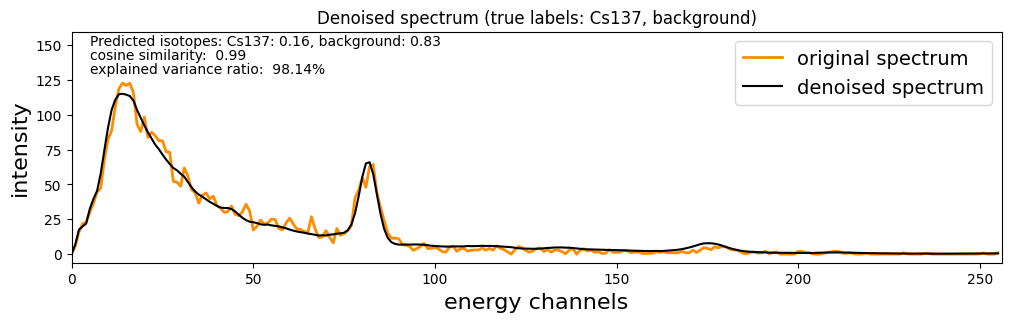 Denoised spectrum (true labels: Cs137, background)
Predicted isotopes: Cs137: 0.16, background: 0.83
cosine similarity:  0.99
explained variance ratio:  98.14%
original spectrum
denoised spectrum
intensity
150
125
100
75
50
25
0
0 50 100 150 200 250
energy channels